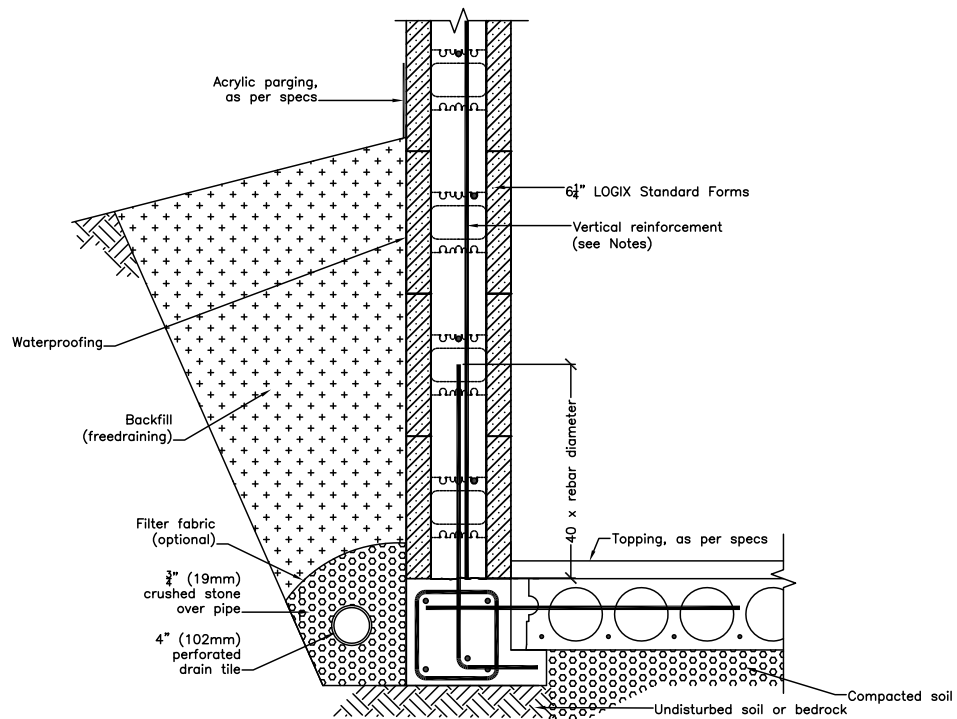 Acrylic parging,
as per specs
6¼" LOGIX Standard Forms
Vertical reinforcement
(see Notes)
Waterproofing
Backfill
(freedraining)
40 x rebar diameter
Filter fabric
(optional)
Topping, as per specs
¾" (19mm)
crushed stone
over pipe
4" (102mm)
perforated
drain tile
Compacted soil
Undisturbed soil or bedrock